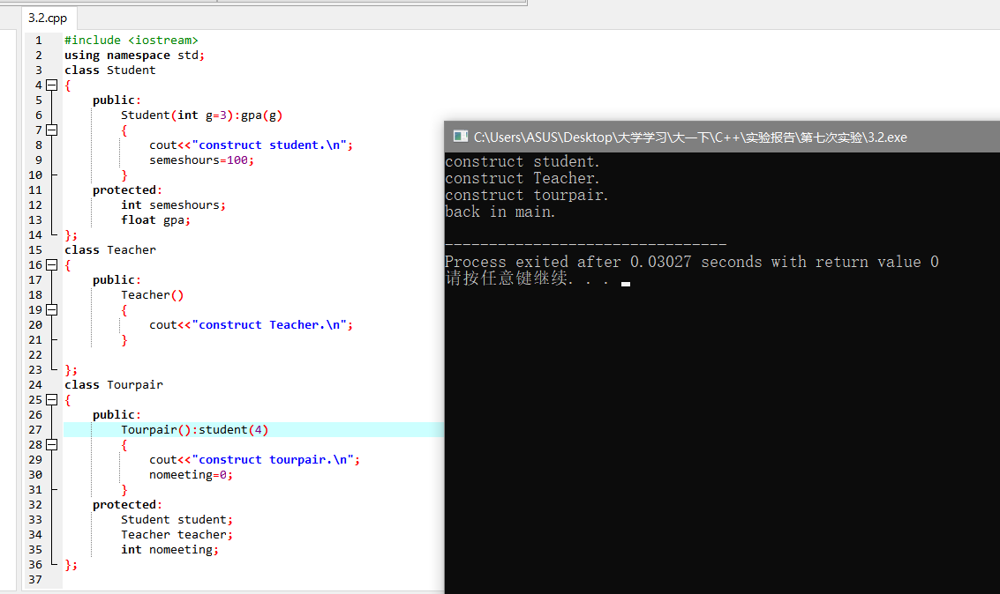 3.2.cpp
1 #include <iostream>
2 using namespace std;
3 class Student
4 {
5 public:
6 Student(int g=3):gpa(g)
7 {
8 cout<<"construct student.\n";
9 semeshours=100;
10 }
11 protected:
12 int semeshours;
13 float gpa;
14 };
15 class Teacher
16 {
17 public:
18 Teacher()
19 {
20 cout<<"construct Teacher.\n";
21 }
22
23 };
24 class Tourpair
25 {
26 public:
27 Tourpair():student(4)
28 {
29 cout<<"construct tourpair.\n";
30 nomeeting=0;
31 }
32 protected:
33 Student student;
34 Teacher teacher;
35 int nomeeting;
36 };
37
C:\Users\ASUS\Desktop\大学学习\大一下\C++\实验报告\第七次实验\3.2.exe
construct student.
construct Teacher.
construct tourpair.
back in main.
--------------------------------
Process exited after 0.03027 seconds with return value 0
请按任意键继续. . .